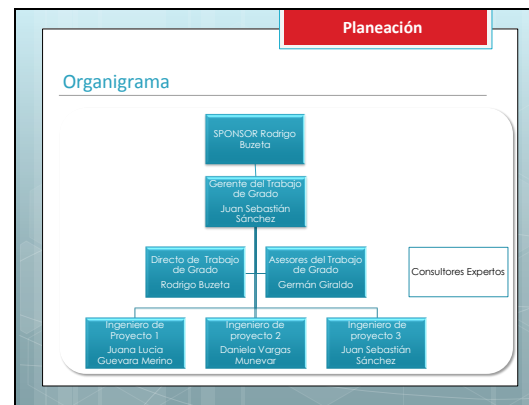 Planeación
Organigrama
SPONSOR Rodrigo
Buzeta
Gerente del Trabajo
de Grado
Juan Sebastián
Sánchez
Directo de Trabajo
de Grado
Rodrigo Buzeta
Asesores del Trabajo
de Grado
Germán Giraldo
Consultores Expertos
Ingeniero de
Proyecto 1
Juana Lucia
Guevara Merino
Ingeniero de
proyecto 2
Daniela Vargas
Munevar
Ingeniero de
proyecto 3
Juan Sebastián
Sánchez